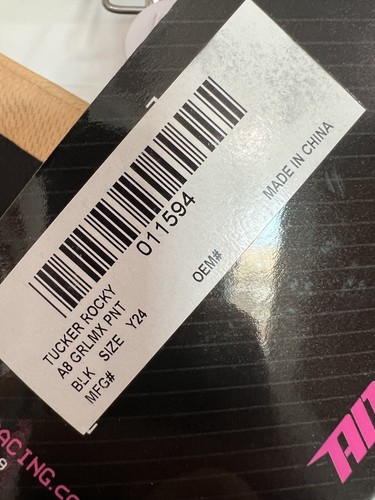 011594
TUCKER ROCKY
A8 GRLMX PNT
BLK SIZE Y24
MFG#
OEM#
MADE IN CHINA